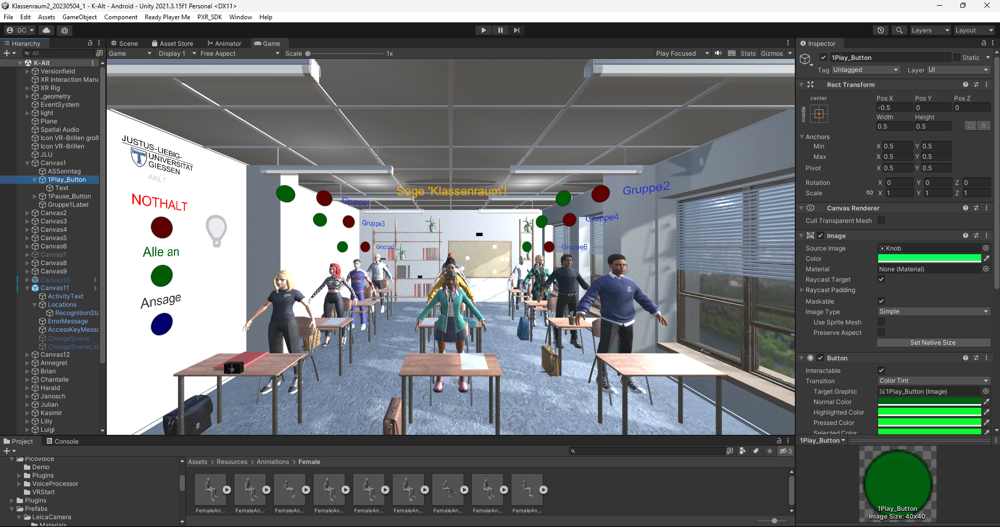 Klassenraum2_20230504_1 - K-Alt - Android - Unity 2021.3.15f1 Personal <DX11>
File Edit Assets GameObject Component Ready Player Me PXR_SDK Window Help
GC
Layers Layout
Hierarchy
All
K-Alt
Versionfield
XR Interaction Mana
XR Rig
_geometry
EventSystem
light
Plane
Spatial Audio
Icon VR-Brillen groß
Icon VR-Brillen
JLU
Canvas1
ASSonntag
1Play_Button
Text
1Pause_Button
Gruppe1Label
Canvas2
Canvas3
Canvas4
Canvas5
Canvas6
Canvas7
Canvas8
Canvas9
Canvas10
Canvas11
ActivityText
Locations
RecognitionSta
ErrorMessage
AccessKeyMessa
ChangeScene
ChangeSceneLab
Canvas12
Annegret
Brian
Chantalle
Harald
Janosch
Julian
Kasimir
Lilly
Luigi
Scene Asset Store Animator Game
Game Display 1 Free Aspect Scale 1x Play Focused Stats Gizmos
JUSTUS-LIEBIG-
UNIVERSITÄT
GIESSEN
AKL1
NOTHALT
Alle an
Ansage
Sage 'Klassenraum'!
Gruppe1
Gruppe2
Gruppe3
Gruppe4
Gruppe5
Gruppe6
Inspector
1Play_Button Static
Tag Untagged Layer UI
Rect Transform
center
middle
Pos X Pos Y Pos Z
-0.5 0 0
Width Height
0.5 0.5
R
Anchors
Min X 0.5 Y 0.5
Max X 0.5 Y 0.5
Pivot X 0.5 Y 0.5
Rotation X 0 Y 0 Z 0
Scale X 1 Y 1 Z 1
Canvas Renderer
Cull Transparent Mesh
Image
Source Image Knob
Color
Material None (Material)
Raycast Target
Raycast Padding
Maskable
Image Type Simple
Use Sprite Mesh
Preserve Aspect
Set Native Size
Button
Interactable
Transition Color Tint
Target Graphic 1Play_Button (Image)
Normal Color
Highlighted Color
Pressed Color
Selected Color
1Play_Button
1Play_Button
Image Size: 40x40
Project Console
3
Picovoice
Demo
Plugins
VoiceProcessor
VRStart
Plugins
Prefabs
LeicaCamera
Materials
Assets > Resources > Animations > Female
FemaleAn... FemaleAn... FemaleAn... FemaleAn... FemaleAn... FemaleAn... FemaleAn... FemaleAn... FemaleAn...